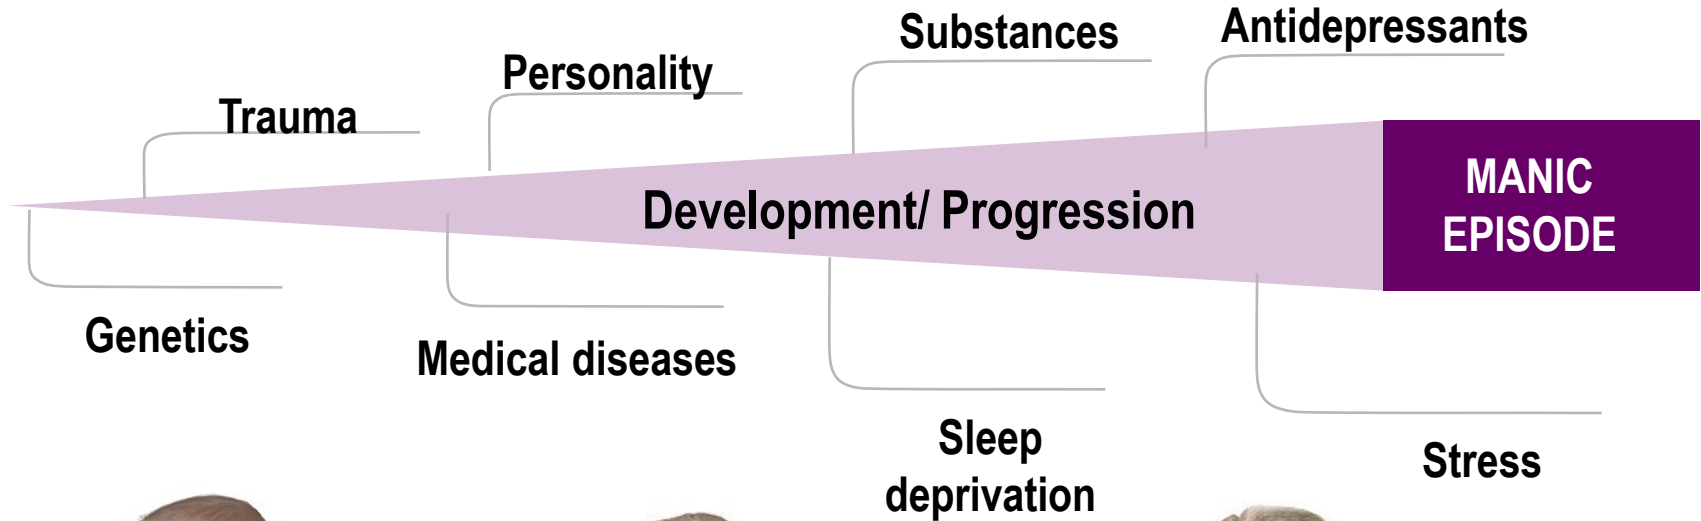 Substances
Antidepressants
Personality
Trauma
Development/ Progression
MANIC
EPISODE
Genetics
Medical diseases
Sleep
deprivation
Stress